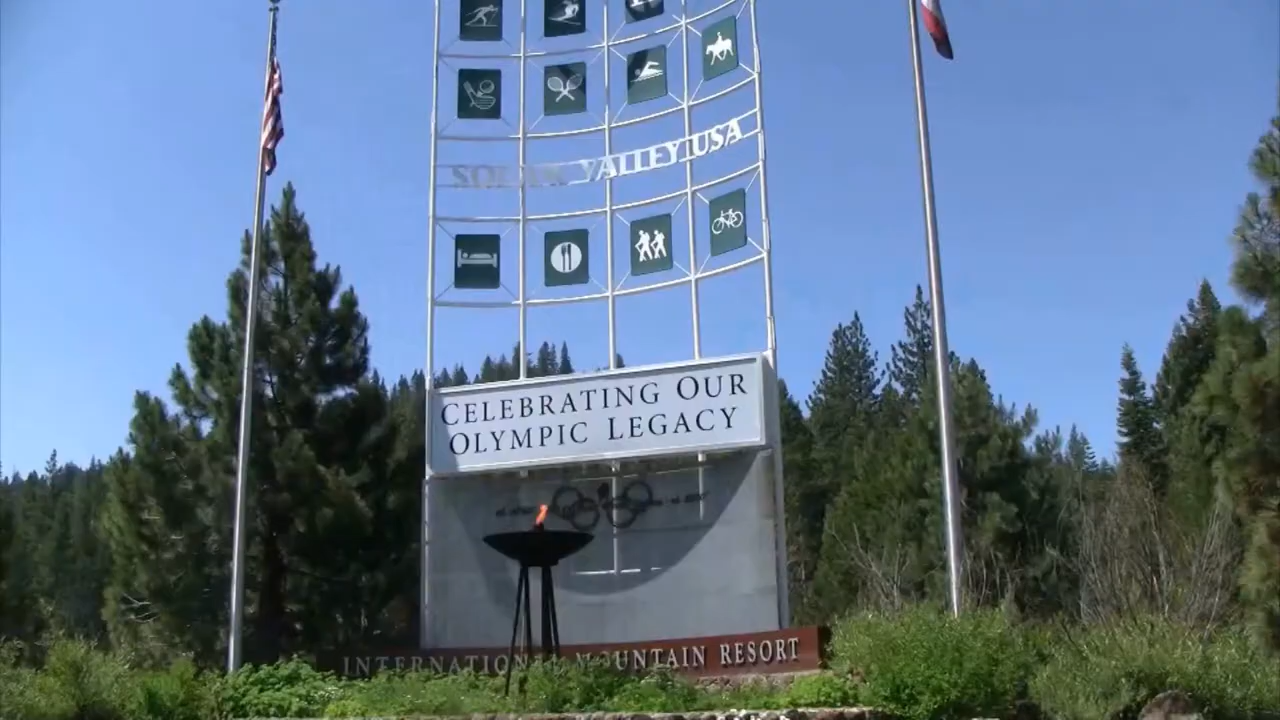 VALLEY USA
CELEBRATING OUR
OLYMPIC LEGACY
INTERNATIONAL MOUNTAIN RESORT